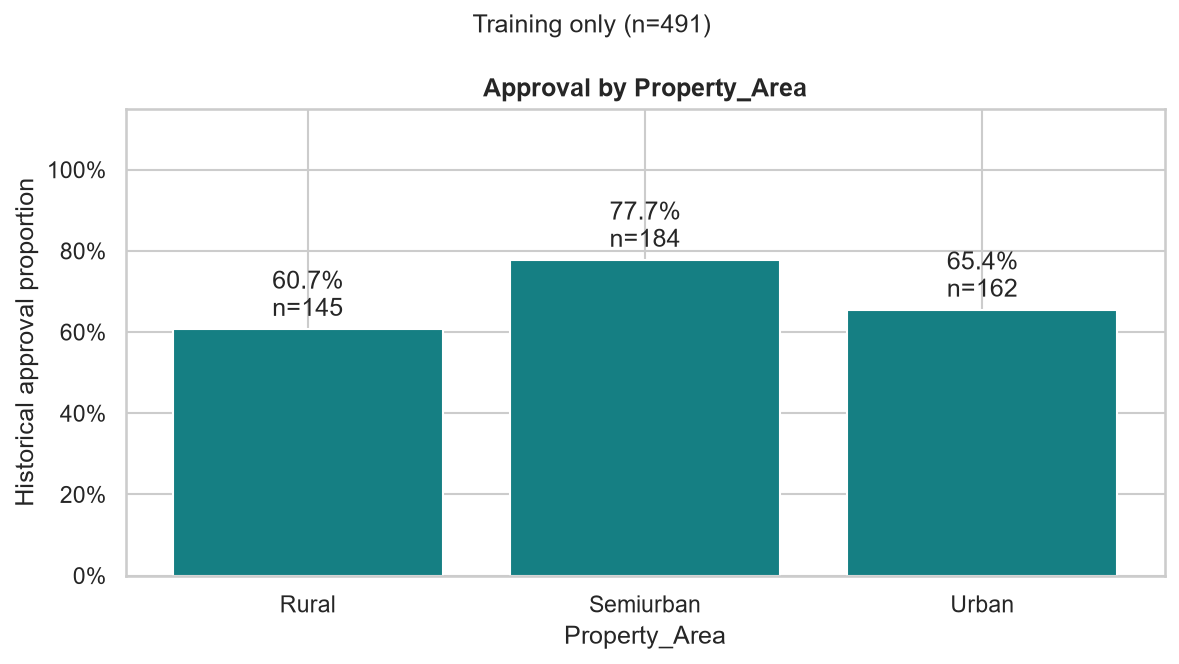 Training only (n=491)
Approval by Property_Area
Historical approval proportion
100%
80%
60%
40%
20%
0%
60.7%
n=145
77.7%
n=184
65.4%
n=162
Rural
Semiurban
Urban
Property_Area